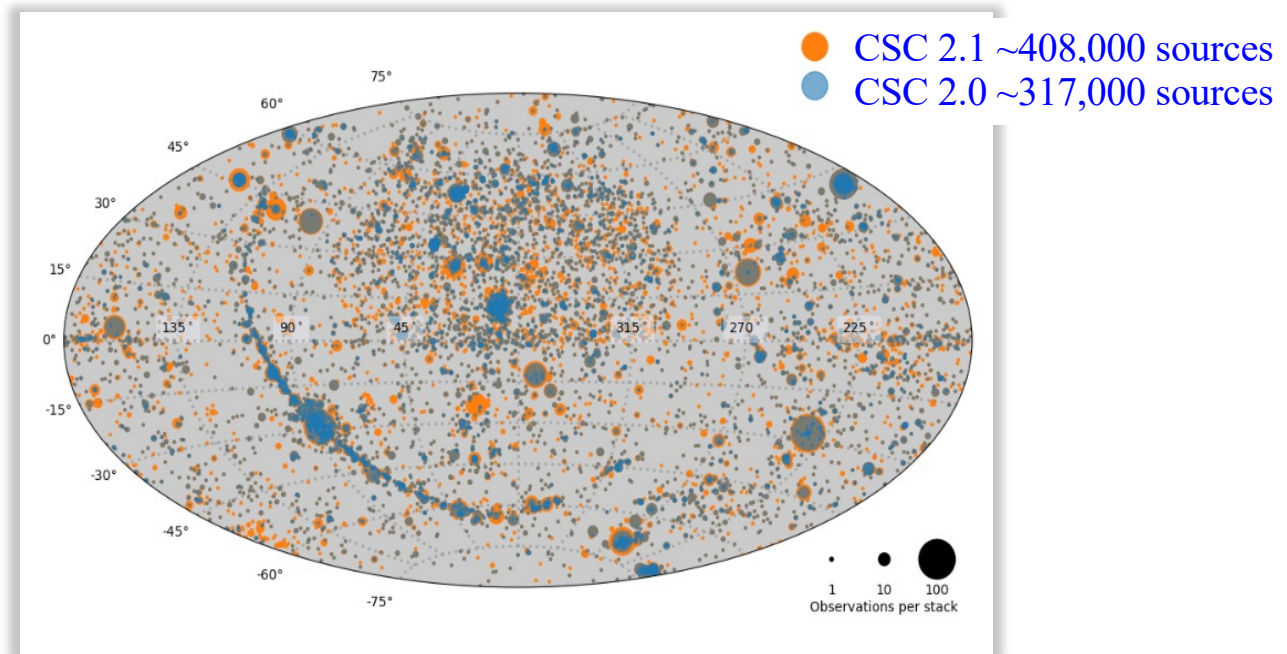 CSC 2.1 ~408,000 sources
CSC 2.0 ~317,000 sources
75°
60°
45°
30°
15°
135 90 45 315 270 225
0°
-15°
-30°
-45°
-60°
-75°
1 10 100
Observations per stack